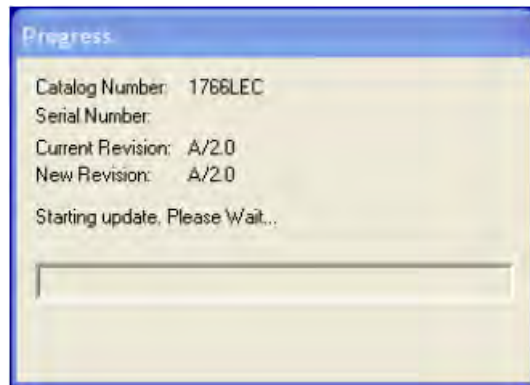 Progress.
Catalog Number: 1766LEC
Serial Number:
Current Revision: A/2.0
New Revision: A/2.0
Starting update. Please Wait...